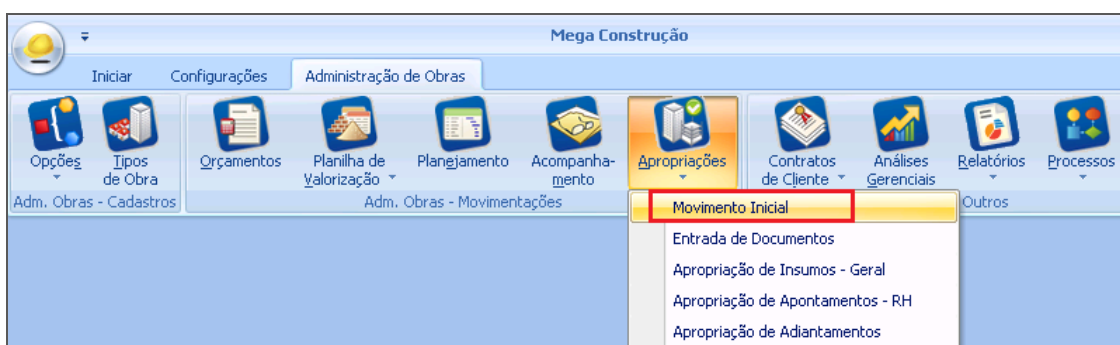 Mega Construção
Iniciar Configurações Administração de Obras
Opções Tipos de Obra Orçamentos Planilha de Valorização Planejamento Acompanha-mento Apropriações Contratos de Cliente Análises Gerenciais Relatórios Processos
Adm. Obras - Cadastros Adm. Obras - Movimentações Outros
Movimento Inicial
Entrada de Documentos
Apropriação de Insumos - Geral
Apropriação de Apontamentos - RH
Apropriação de Adiantamentos